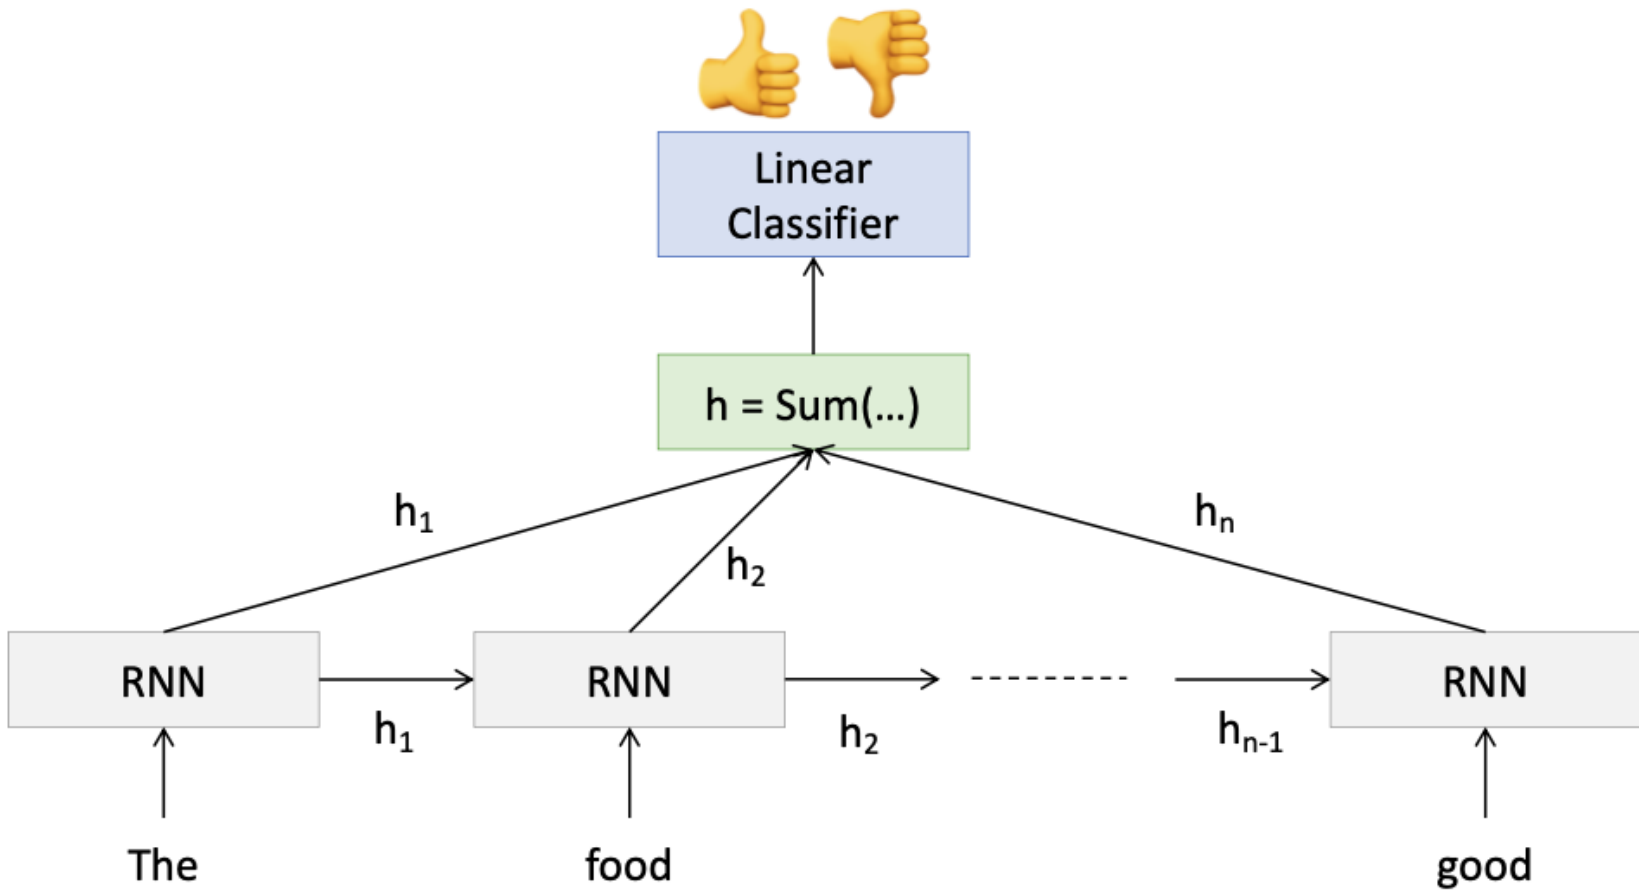 Linear
Classifier
h = Sum(...)
h₁
hₙ
h₂
RNN
RNN
RNN
h₁
h₂
hₙ₋₁
The
food
good